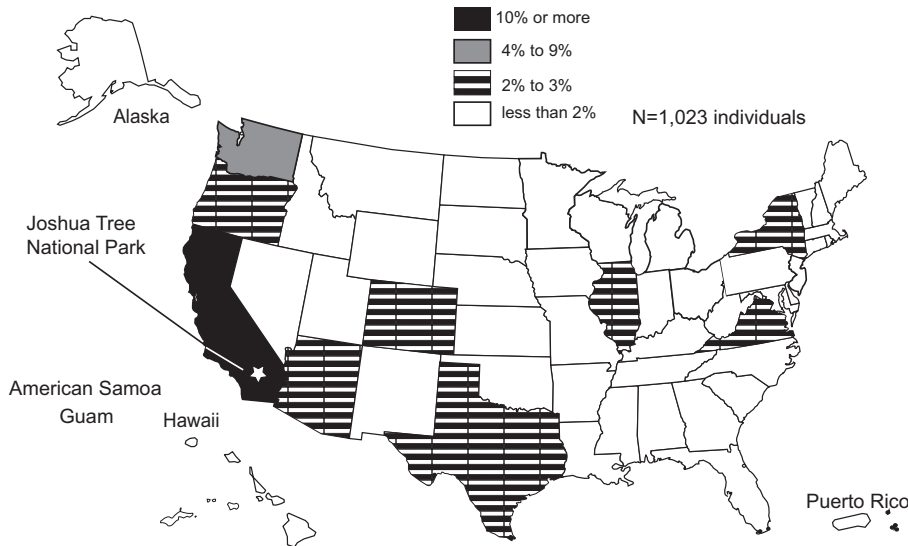 10% or more
4% to 9%
2% to 3%
less than 2%
N=1,023 individuals
Alaska
Joshua Tree
National Park
American Samoa
Guam
Hawaii
Puerto Rico